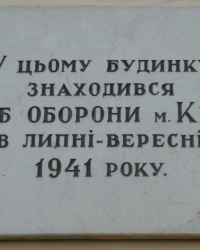 У ЦЬОМУ БУДИНКУ
ЗНАХОДИВСЯ
ОБОРОНИ м.
В ЛИПНІ-ВЕРЕСНІ
1941 РОКУ.